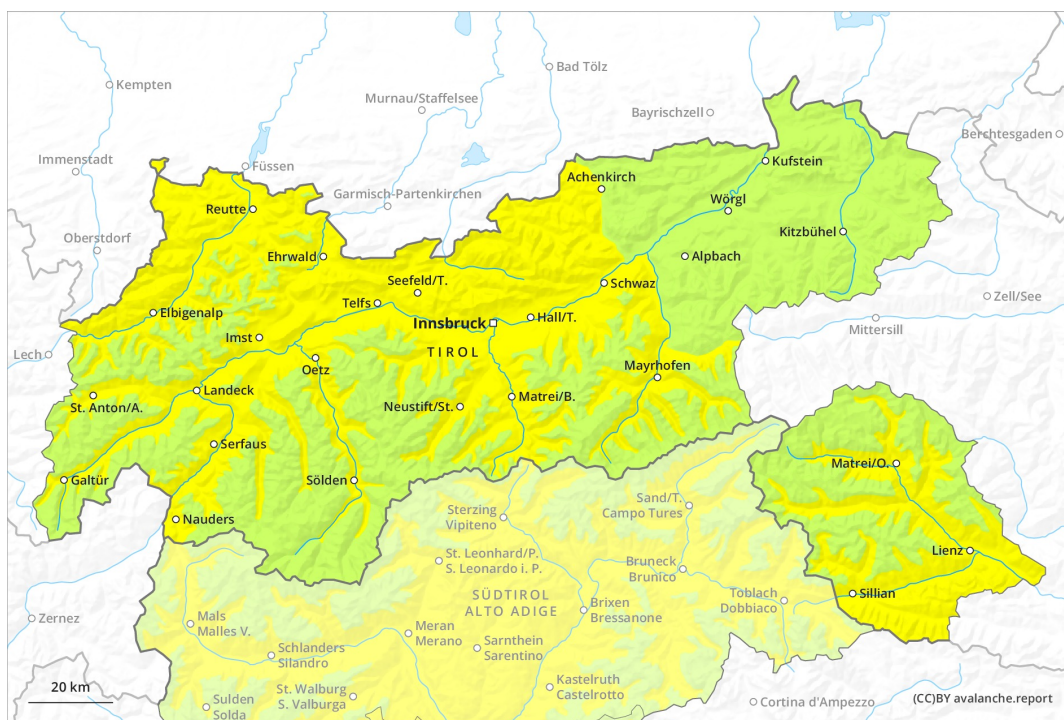 Kempten
Bad Tölz
Murnau/Staffelsee
Bayrischzell
Berchtesgaden
Immenstadt
Füssen
Kufstein
Achenkirch
Garmisch-Partenkirchen
Reutte
Wörgl
Kitzbühel
Oberstdorf
Ehrwald
Alpbach
Seefeld/T.
Schwaz
Zell/See
Telfs
Elbigenalp
Hall/T.
Innsbruck
Mittersill
Imst
Lech
TIROL
Oetz
Mayrhofen
Landeck
St. Anton/A.
Neustift/St.
Matrei/B.
Serfaus
Matrei/O.
Galtür
Sölden
Sand/T.
Campo Tures
Sterzing
Vipiteno
Nauders
Lienz
St. Leonhard/P.
S. Leonardo i. P.
Bruneck
Brunico
SÜDTIROL
ALTO ADIGE
Toblach
Dobbiaco
Sillian
Brixen
Bressanone
Zernez
Mals
Malles V.
Meran
Merano
Sarnthein
Sarentino
Schlanders
Silandro
20 km
St. Walburg
S. Valburga
Kastelruth
Castelrotto
Sulden
Solda
Cortina d'Ampezzo
(CC)BY avalanche.report